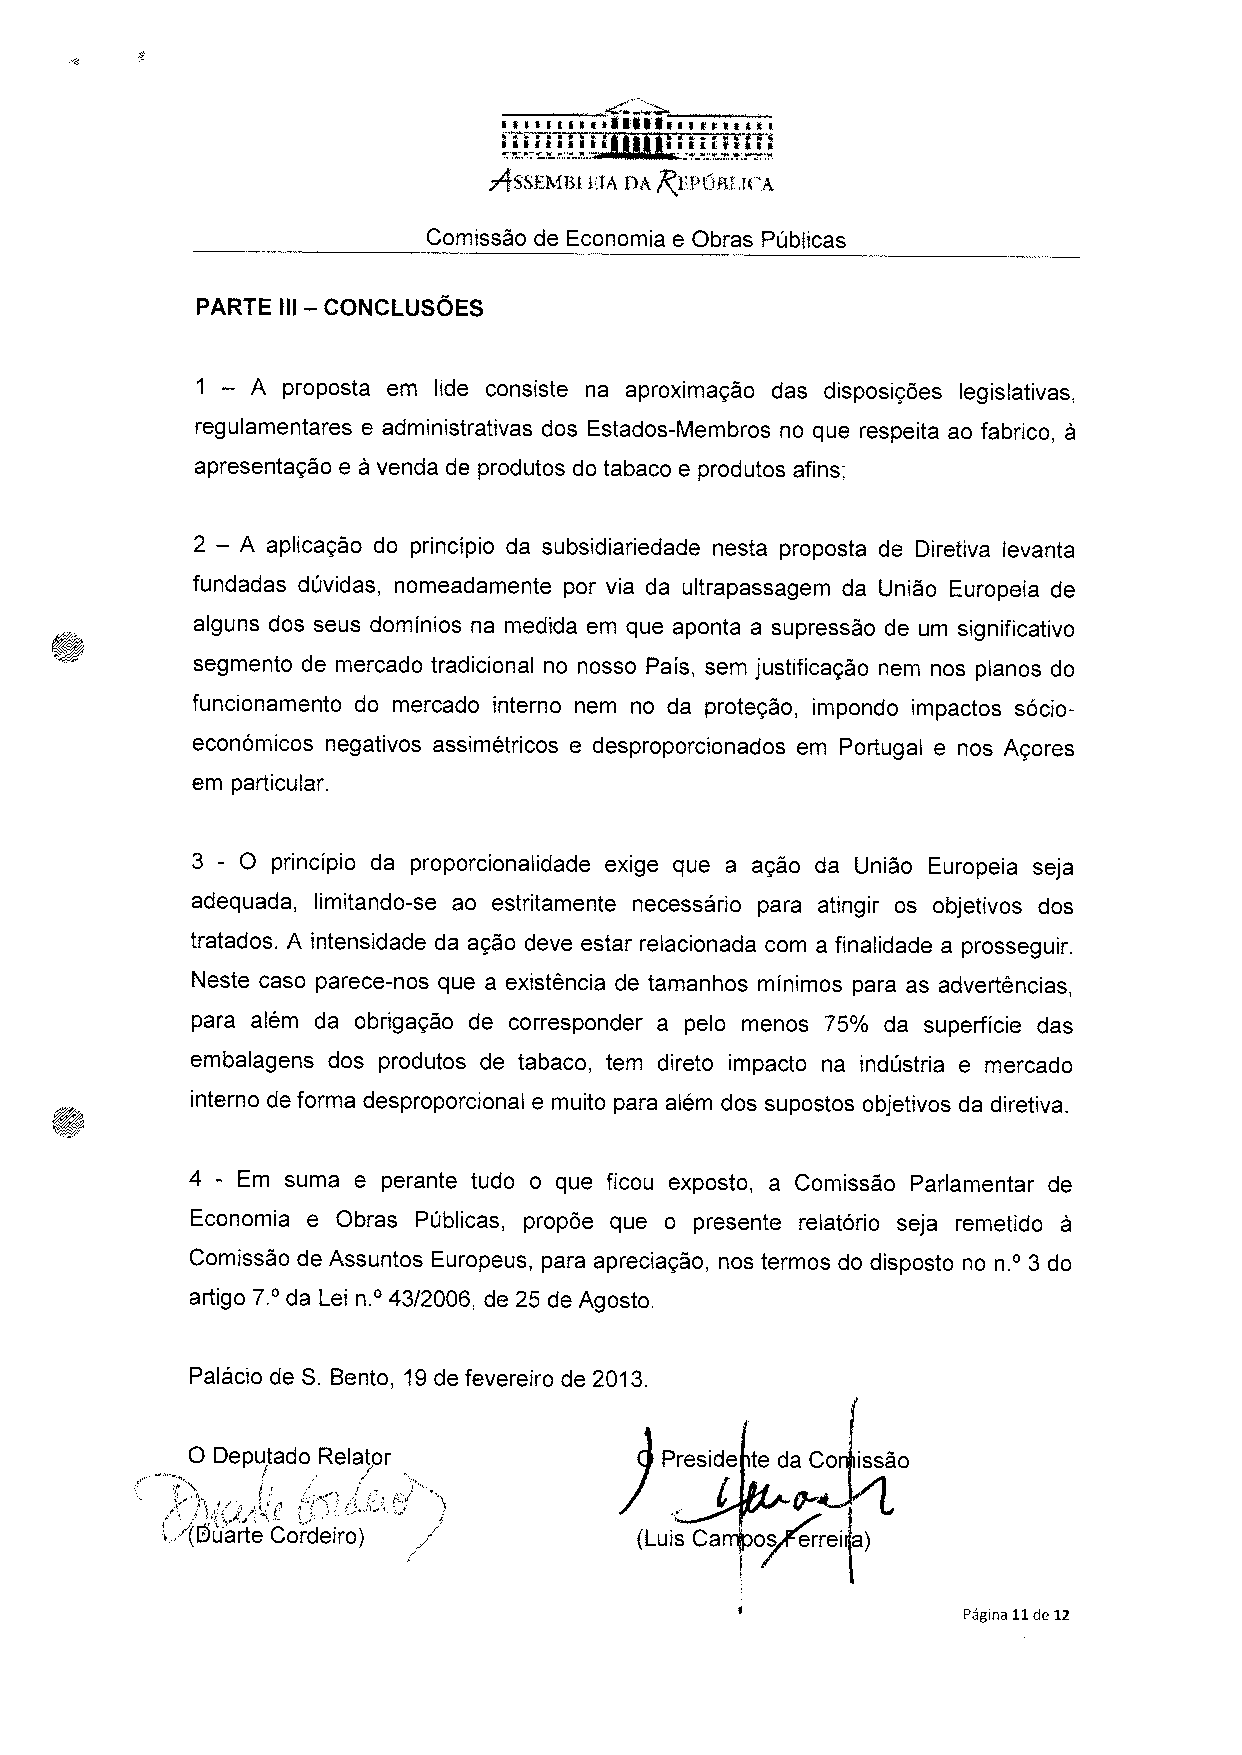 ASSEMBLEIA DA REPÚBLICA
Comissão de Economia e Obras Públicas
PARTE III – CONCLUSÕES
1 – A proposta em lide consiste na aproximação das disposições legislativas,
regulamentares e administrativas dos Estados-Membros no que respeita ao fabrico, à
apresentação e à venda de produtos do tabaco e produtos afins;
2 – A aplicação do princípio da subsidiariedade nesta proposta de Diretiva levanta
fundadas dúvidas, nomeadamente por via da ultrapassagem da União Europeia de
alguns dos seus domínios na medida em que aponta a supressão de um significativo
segmento de mercado tradicional no nosso País, sem justificação nem nos planos do
funcionamento do mercado interno nem no da proteção, impondo impactos sócio-
económicos negativos assimétricos e desproporcionados em Portugal e nos Açores
em particular.
3 - O princípio da proporcionalidade exige que a ação da União Europeia seja
adequada, limitando-se ao estritamente necessário para atingir os objetivos dos
tratados. A intensidade da ação deve estar relacionada com a finalidade a prosseguir.
Neste caso parece-nos que a existência de tamanhos mínimos para as advertências,
para além da obrigação de corresponder a pelo menos 75% da superfície das
embalagens dos produtos de tabaco, tem direto impacto na indústria e mercado
interno de forma desproporcional e muito para além dos supostos objetivos da diretiva.
4 - Em suma e perante tudo o que ficou exposto, a Comissão Parlamentar de
Economia e Obras Públicas, propõe que o presente relatório seja remetido à
Comissão de Assuntos Europeus, para apreciação, nos termos do disposto no n.º 3 do
artigo 7.º da Lei n.º 43/2006, de 25 de Agosto.
Palácio de S. Bento, 19 de fevereiro de 2013.
O Deputado Relator
O Presidente da Comissão
Duarte Cordeiro
(Duarte Cordeiro)
(Luis Campos Ferreira)
Página 11 de 12